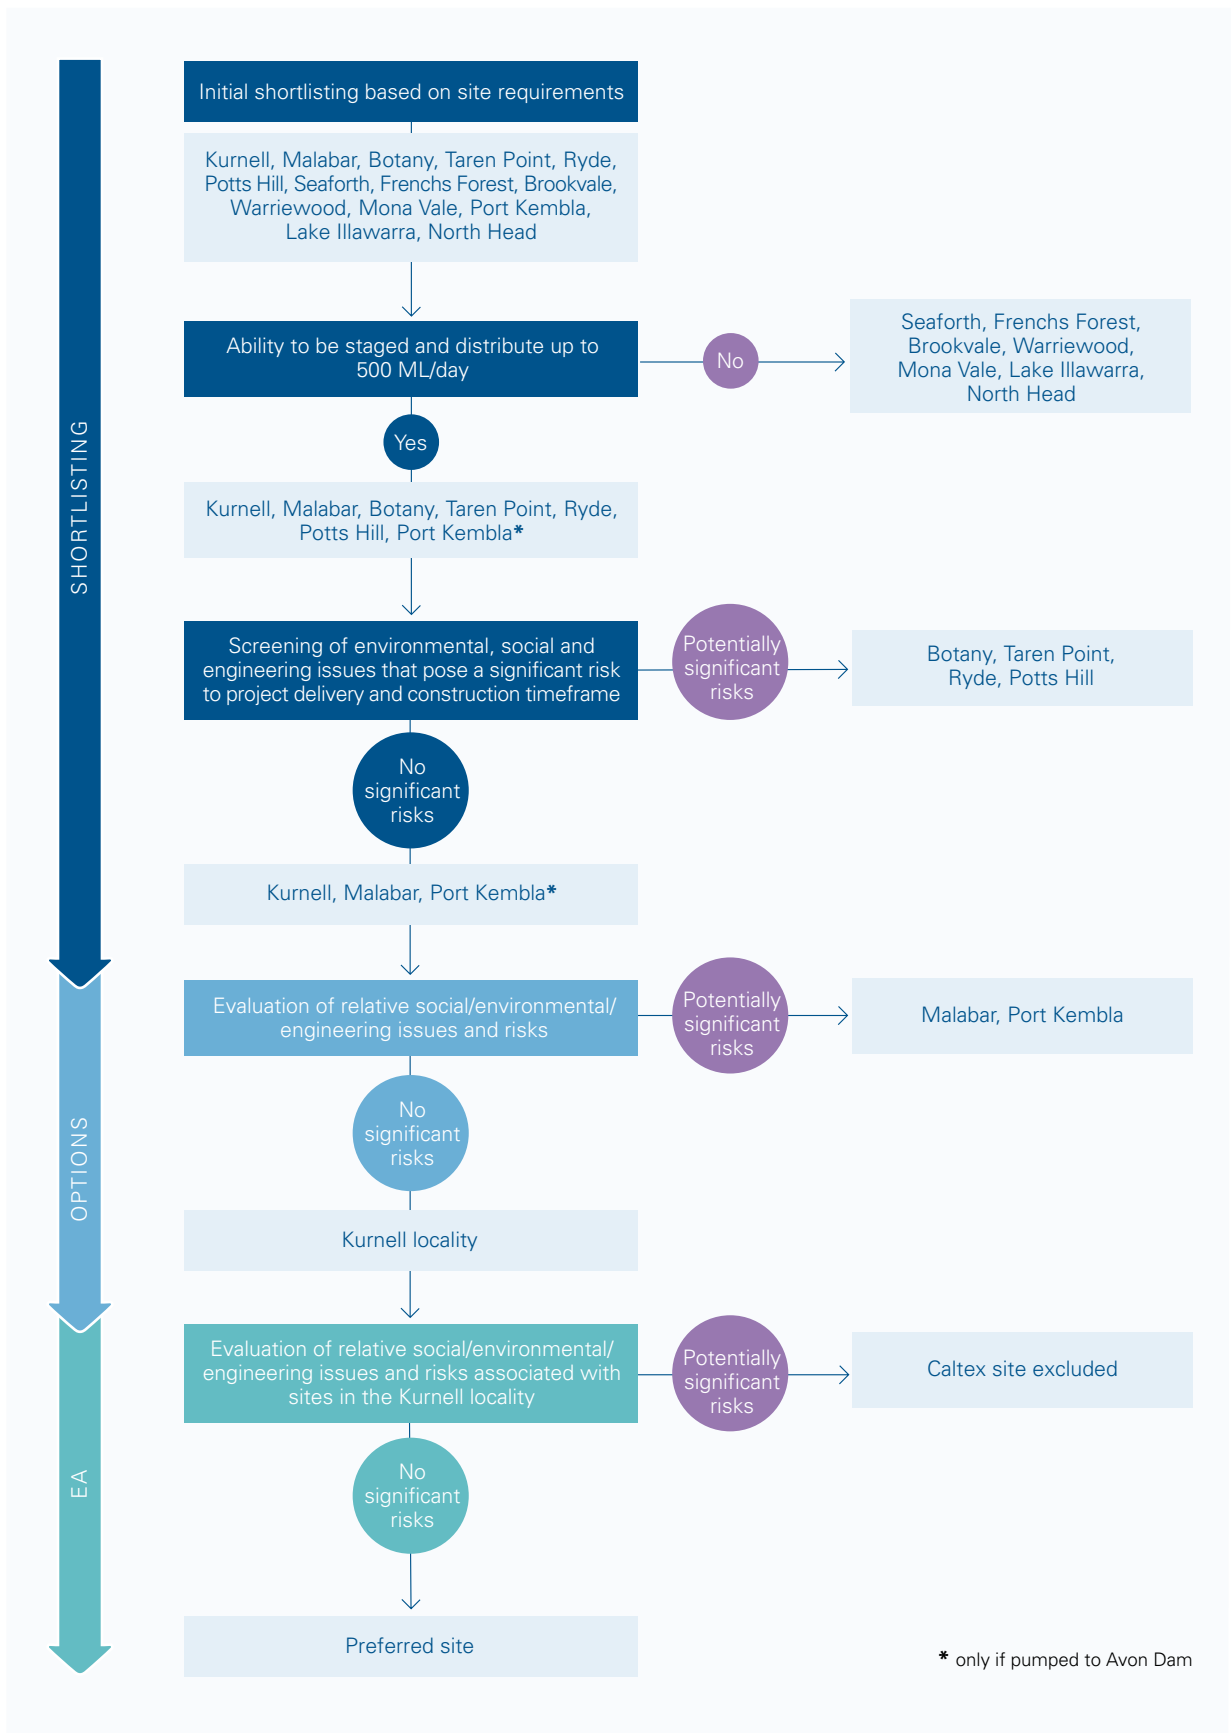 Initial shortlisting based on site requirements
Kurnell, Malabar, Botany, Taren Point, Ryde,
Potts Hill, Seaforth, Frenchs Forest, Brookvale,
Warriewood, Mona Vale, Port Kembla,
Lake Illawarra, North Head
Ability to be staged and distribute up to
500 ML/day
No
Seaforth, Frenchs Forest,
Brookvale, Warriewood,
Mona Vale, Lake Illawarra,
North Head
Yes
Kurnell, Malabar, Botany, Taren Point, Ryde,
Potts Hill, Port Kembla*
SHORTLISTING
Screening of environmental, social and
engineering issues that pose a significant risk
to project delivery and construction timeframe
Potentially
significant
risks
Botany, Taren Point,
Ryde, Potts Hill
No
significant
risks
Kurnell, Malabar, Port Kembla*
Evaluation of relative social/environmental/
engineering issues and risks
Potentially
significant
risks
Malabar, Port Kembla
No
significant
risks
OPTIONS
Kurnell locality
Evaluation of relative social/environmental/
engineering issues and risks associated with
sites in the Kurnell locality
Potentially
significant
risks
Caltex site excluded
EA
No
significant
risks
Preferred site
* only if pumped to Avon Dam